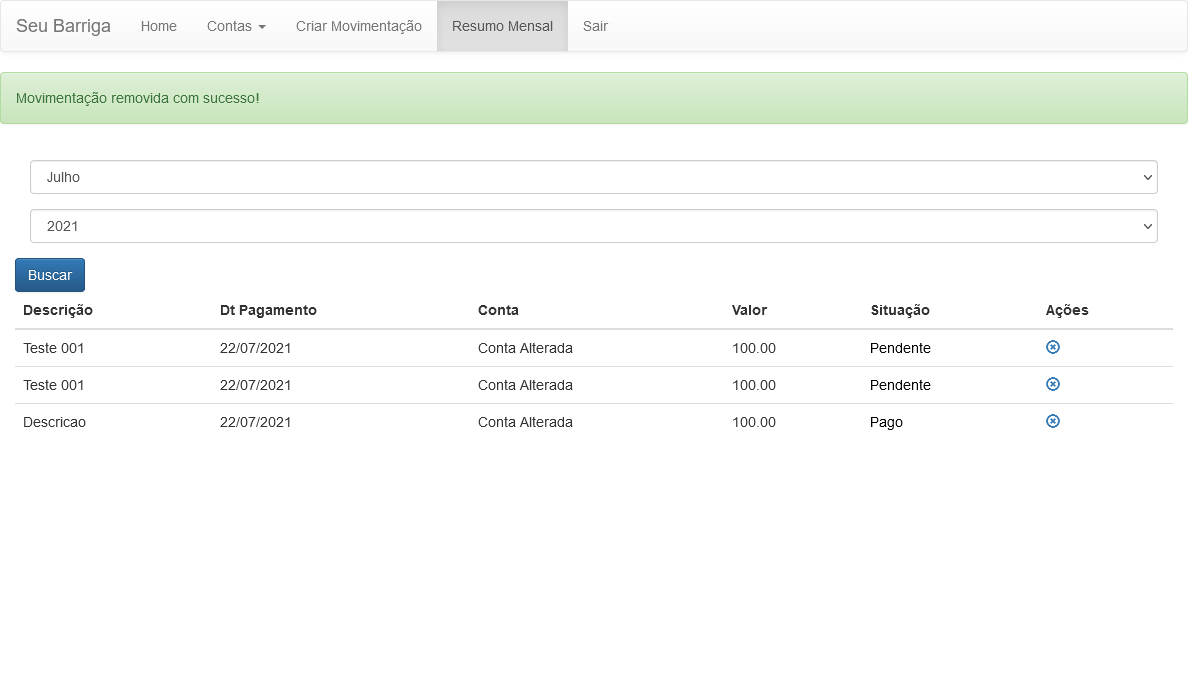 Seu Barriga Home Contas Criar Movimentação Resumo Mensal Sair
Movimentação removida com sucesso!
Julho
2021
Buscar
Descrição Dt Pagamento Conta Valor Situação Ações
Teste 001 22/07/2021 Conta Alterada 100.00 Pendente
Teste 001 22/07/2021 Conta Alterada 100.00 Pendente
Descricao 22/07/2021 Conta Alterada 100.00 Pago